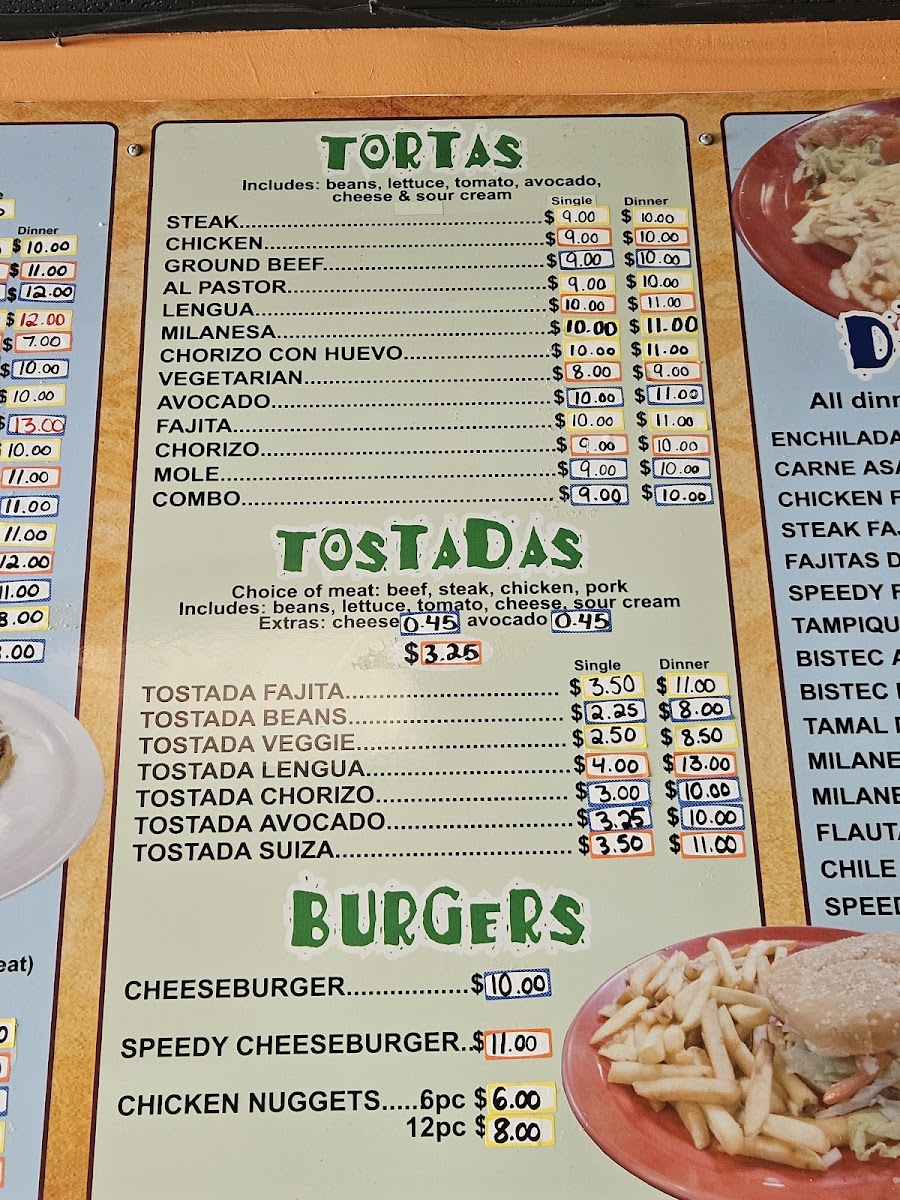 Dinner
$ 10.00
$ 11.00
$ 12.00
$ 12.00
$ 7.00
$ 10.00
$ 10.00
$ 13.00
10.00
11.00
11.00
11.00
12.00
11.00
8.00
.00
eat)
TORTAS
Includes: beans, lettuce, tomato, avocado,
cheese & sour cream
Single Dinner
STEAK........ $ 9.00 $ 10.00
CHICKEN........ $ 9.00 $ 10.00
GROUND BEEF........ $ 9.00 $ 10.00
AL PASTOR........ $ 9.00 $ 10.00
LENGUA........ $ 10.00 $ 11.00
MILANESA........ $ 10.00 $ 11.00
CHORIZO CON HUEVO........ $ 10.00 $ 11.00
VEGETARIAN........ $ 8.00 $ 9.00
AVOCADO........ $ 10.00 $ 11.00
FAJITA........ $ 10.00 $ 11.00
CHORIZO........ $ 9.00 $ 10.00
MOLE........ $ 9.00 $ 10.00
COMBO........ $ 9.00 $ 10.00
TOSTADAS
Choice of meat: beef, steak, chicken, pork
Includes: beans, lettuce, tomato, cheese, sour cream
Extras: cheese 0.45 avocado 0.45
$ 3.25
Single Dinner
TOSTADA FAJITA........ $ 3.50 $ 11.00
TOSTADA BEANS........ $ 2.25 $ 8.00
TOSTADA VEGGIE........ $ 2.50 $ 8.50
TOSTADA LENGUA........ $ 4.00 $ 13.00
TOSTADA CHORIZO........ $ 3.00 $ 10.00
TOSTADA AVOCADO........ $ 3.25 $ 10.00
TOSTADA SUIZA........ $ 3.50 $ 11.00
BURGERS
CHEESEBURGER........ $ 10.00
SPEEDY CHEESEBURGER.. $ 11.00
CHICKEN NUGGETS.....6pc $ 6.00
12pc $ 8.00
D
All dinn
ENCHILADA
CARNE ASA
CHICKEN F
STEAK FAJ
FAJITAS D
SPEEDY F
TAMPIQU
BISTEC A
BISTEC
TAMAL D
MILANE
MILANE
FLAUTA
CHILE
SPEED